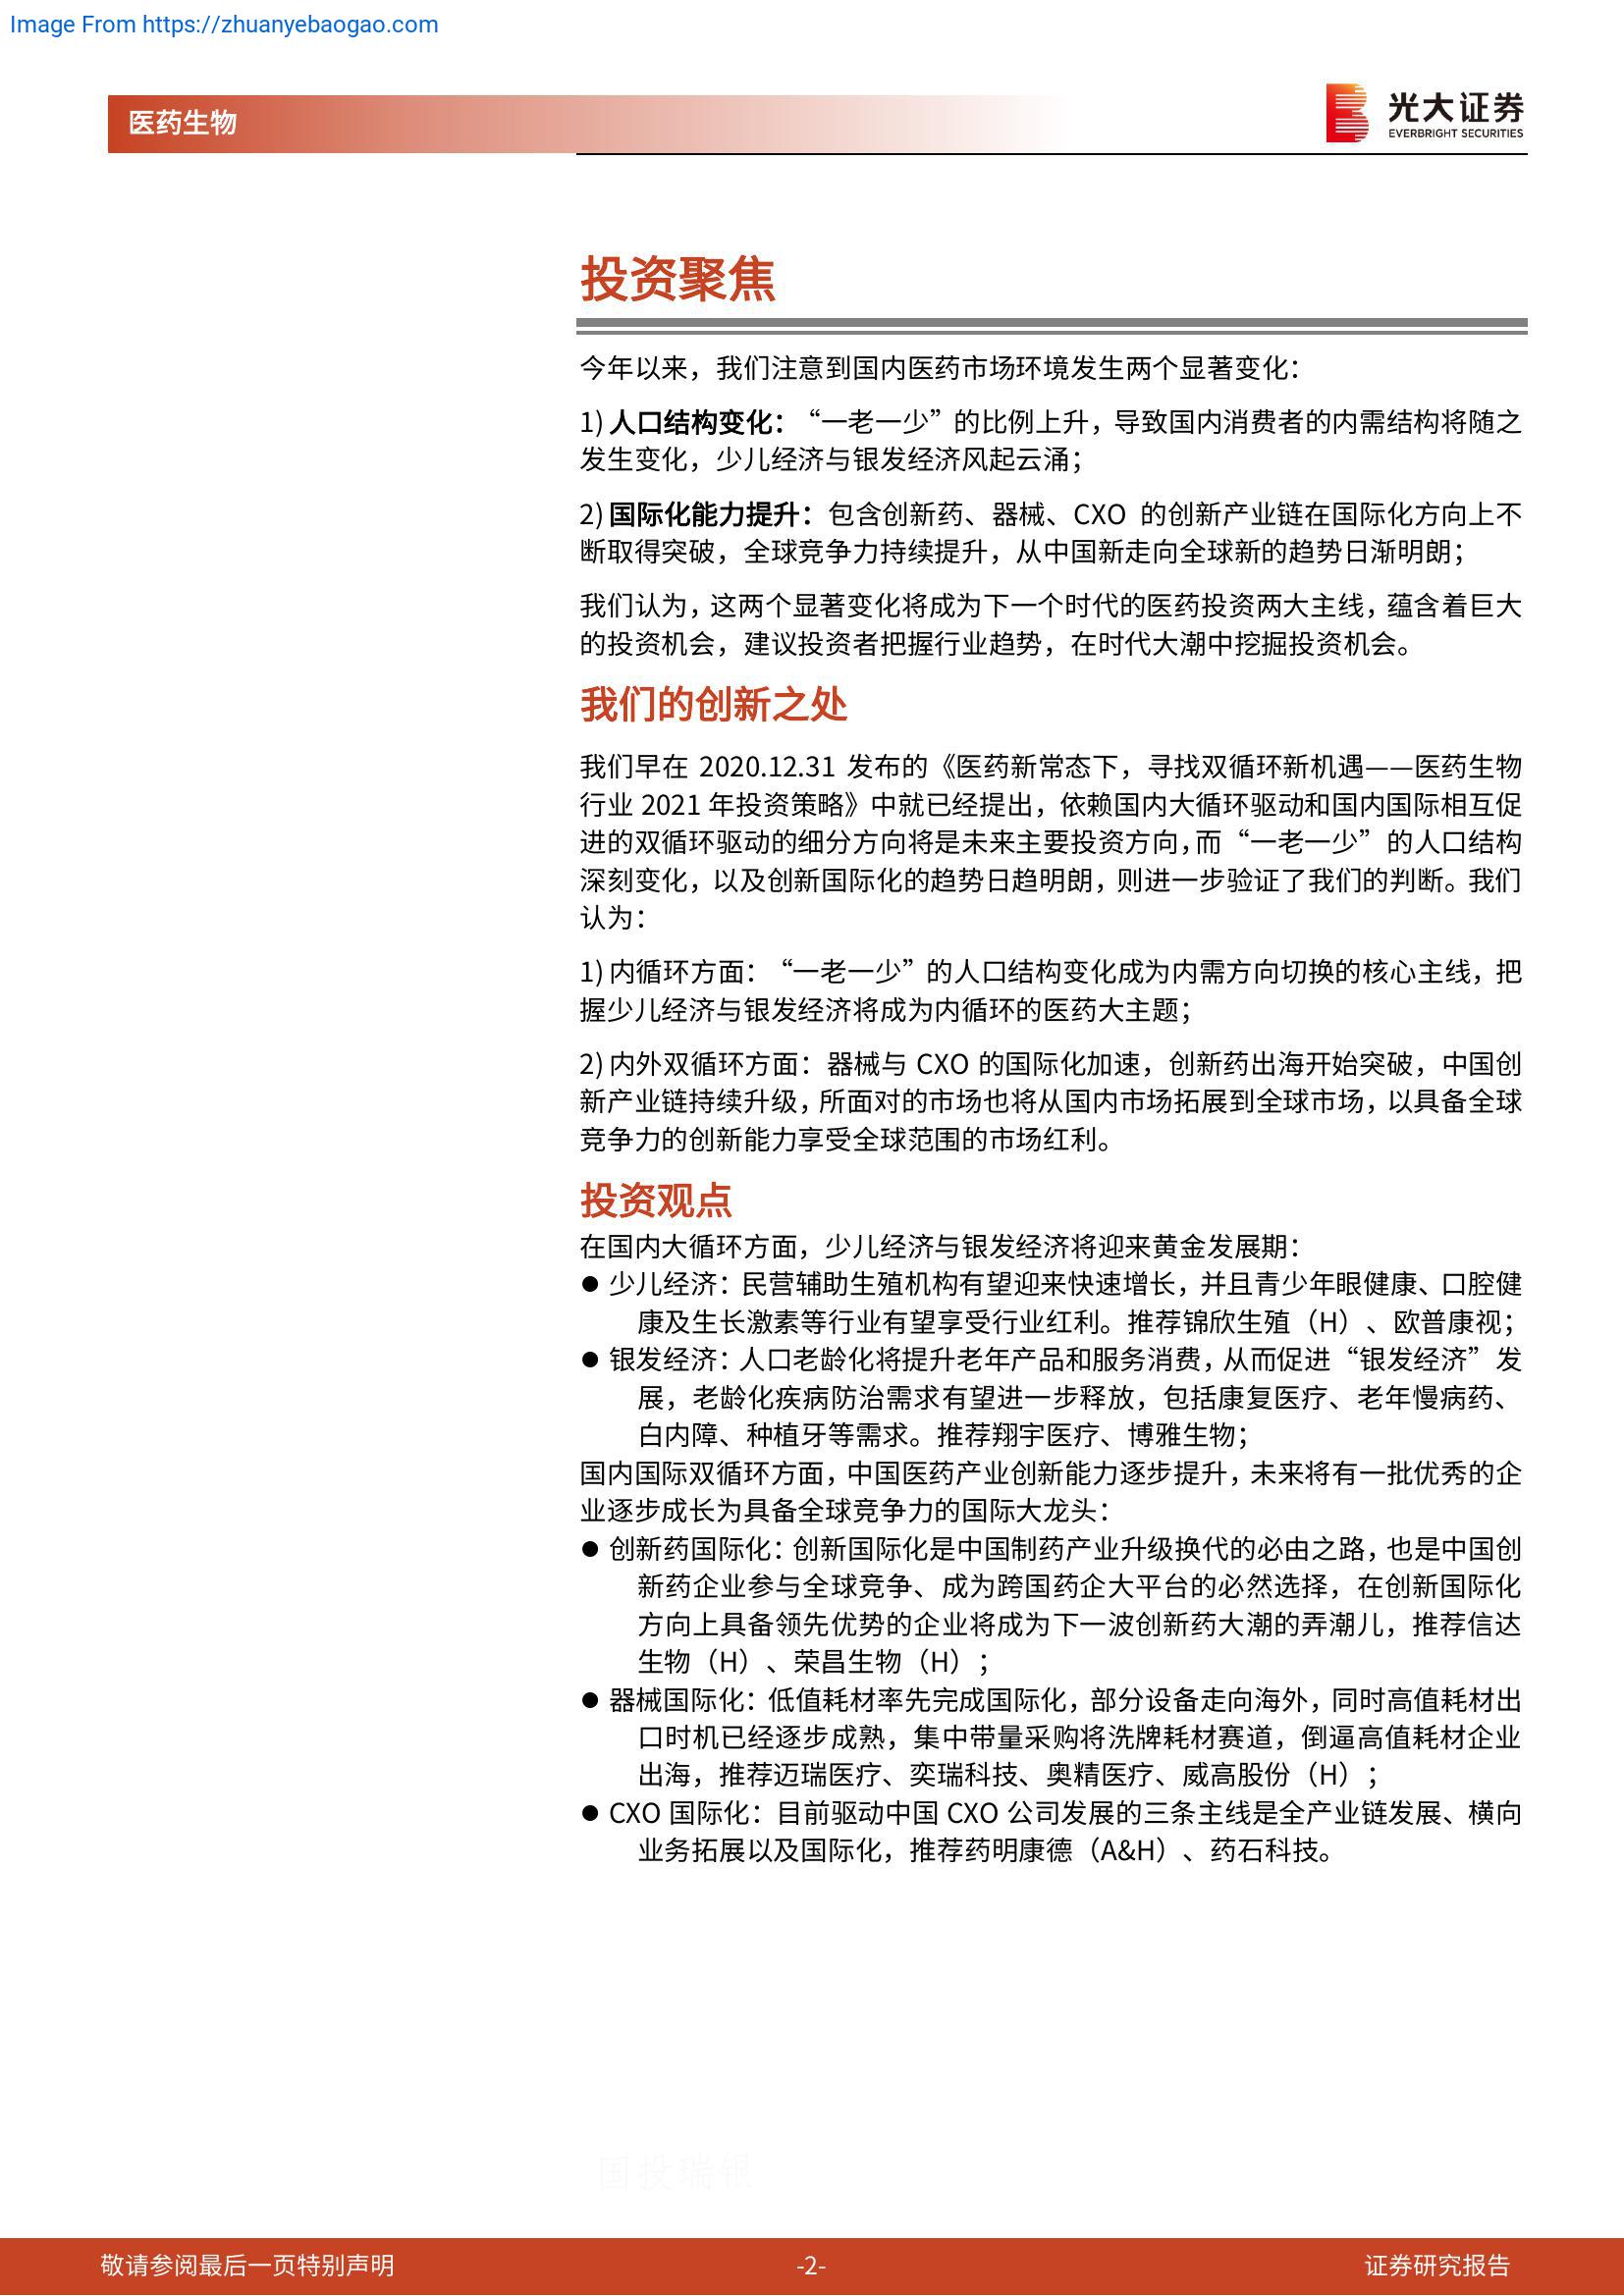 Image From https://zhuanyebaogao.com
医药生物
光大证券
EVERBRIGHT SECURITIES
投资聚焦
今年以来，我们注意到国内医药市场环境发生两个显著变化：
1) 人口结构变化：“一老一少”的比例上升，导致国内消费者的内需结构将随之
发生变化，少儿经济与银发经济风起云涌；
2) 国际化能力提升：包含创新药、器械、CXO 的创新产业链在国际化方向上不
断取得突破，全球竞争力持续提升，从中国新走向全球新的趋势日渐明朗；
我们认为，这两个显著变化将成为下一个时代的医药投资两大主线，蕴含着巨大
的投资机会，建议投资者把握行业趋势，在时代大潮中挖掘投资机会。
我们的创新之处
我们早在 2020.12.31 发布的《医药新常态下，寻找双循环新机遇——医药生物
行业 2021 年投资策略》中就已经提出，依赖国内大循环驱动和国内国际相互促
进的双循环驱动的细分方向将是未来主要投资方向，而“一老一少”的人口结构
深刻变化，以及创新国际化的趋势日趋明朗，则进一步验证了我们的判断。我们
认为：
1) 内循环方面：“一老一少”的人口结构变化成为内需方向切换的核心主线，把
握少儿经济与银发经济将成为内循环的医药大主题；
2) 内外双循环方面：器械与 CXO 的国际化加速，创新药出海开始突破，中国创
新产业链持续升级，所面对的市场也将从国内市场拓展到全球市场，以具备全球
竞争力的创新能力享受全球范围的市场红利。
投资观点
在国内大循环方面，少儿经济与银发经济将迎来黄金发展期：
● 少儿经济：民营辅助生殖机构有望迎来快速增长，并且青少年眼健康、口腔健
康及生长激素等行业有望享受行业红利。推荐锦欣生殖（H）、欧普康视；
● 银发经济：人口老龄化将提升老年产品和服务消费，从而促进“银发经济”发
展，老龄化疾病防治需求有望进一步释放，包括康复医疗、老年慢病药、
白内障、种植牙等需求。推荐翔宇医疗、博雅生物；
国内国际双循环方面，中国医药产业创新能力逐步提升，未来将有一批优秀的企
业逐步成长为具备全球竞争力的国际大龙头：
● 创新药国际化：创新国际化是中国制药产业升级换代的必由之路，也是中国创
新药企业参与全球竞争、成为跨国药企大平台的必然选择，在创新国际化
方向上具备领先优势的企业将成为下一波创新药大潮的弄潮儿，推荐信达
生物（H）、荣昌生物（H）；
● 器械国际化：低值耗材率先完成国际化，部分设备走向海外，同时高值耗材出
口时机已经逐步成熟，集中带量采购将洗牌耗材赛道，倒逼高值耗材企业
出海，推荐迈瑞医疗、奕瑞科技、奥精医疗、威高股份（H）；
● CXO 国际化：目前驱动中国 CXO 公司发展的三条主线是全产业链发展、横向
业务拓展以及国际化，推荐药明康德（A&H）、药石科技。
国投瑞银
敬请参阅最后一页特别声明
-2-
证券研究报告